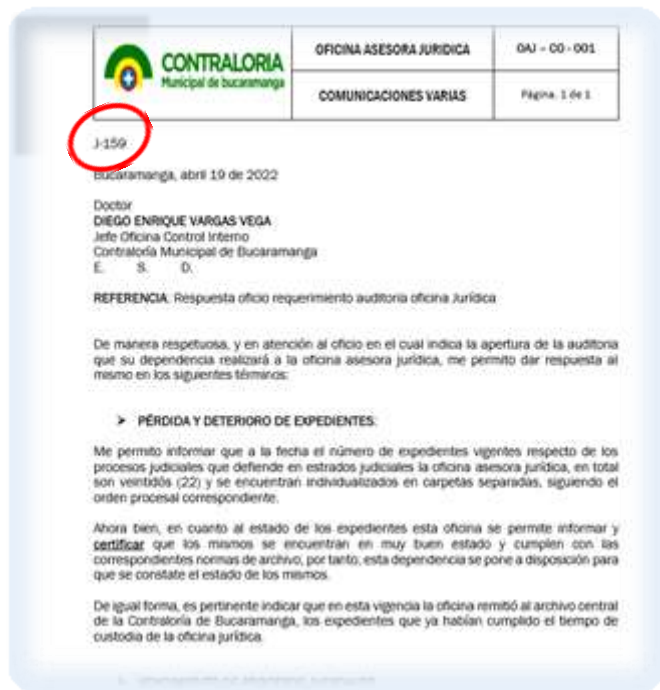 CONTRALORIA
Municipal de bucaramanga
OFICINA ASESORA JURIDICA
OAJ – CO - 001
COMUNICACIONES VARIAS
Página. 1 de 1
J-159
Bucaramanga, abril 19 de 2022
Doctor
DIEGO ENRIQUE VARGAS VEGA
Jefe Oficina Control Interno
Contraloría Municipal de Bucaramanga
E. S. D.
REFERENCIA. Respuesta oficio requerimiento auditoria oficina Jurídica
De manera respetuosa, y en atención al oficio en el cual indica la apertura de la auditoria
que su dependencia realizará a la oficina asesora jurídica, me permito dar respuesta al
mismo en los siguientes términos:
➤ PÉRDIDA Y DETERIORO DE EXPEDIENTES:
Me permito informar que a la fecha el número de expedientes vigentes respecto de los
procesos judiciales que defiende en estrados judiciales la oficina asesora jurídica, en total
son veintidós (22) y se encuentran individualizados en carpetas separadas, siguiendo el
orden procesal correspondiente.
Ahora bien, en cuanto al estado de los expedientes esta oficina se permite informar y
certificar que los mismos se encuentran en muy buen estado y cumplen con las
correspondientes normas de archivo, por tanto, esta dependencia se pone a disposición para
que se constate el estado de los mismos.
De igual forma, es pertinente indicar que en esta vigencia la oficina remitió al archivo central
de la Contraloría de Bucaramanga, los expedientes que ya habían cumplido el tiempo de
custodia de la oficina jurídica.